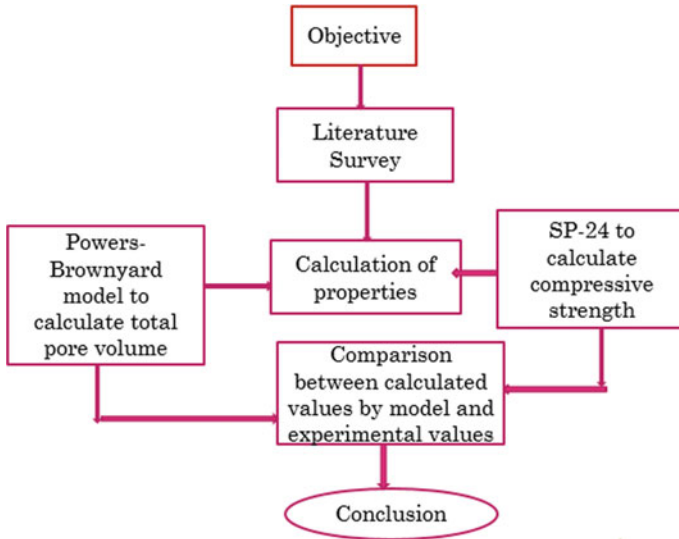 Objective
Literature
Survey
Powers-
Brownyard
model to
calculate total
pore volume
Calculation of
properties
SP-24 to
calculate
compressive
strength
Comparison
between calculated
values by model and
experimental values
Conclusion